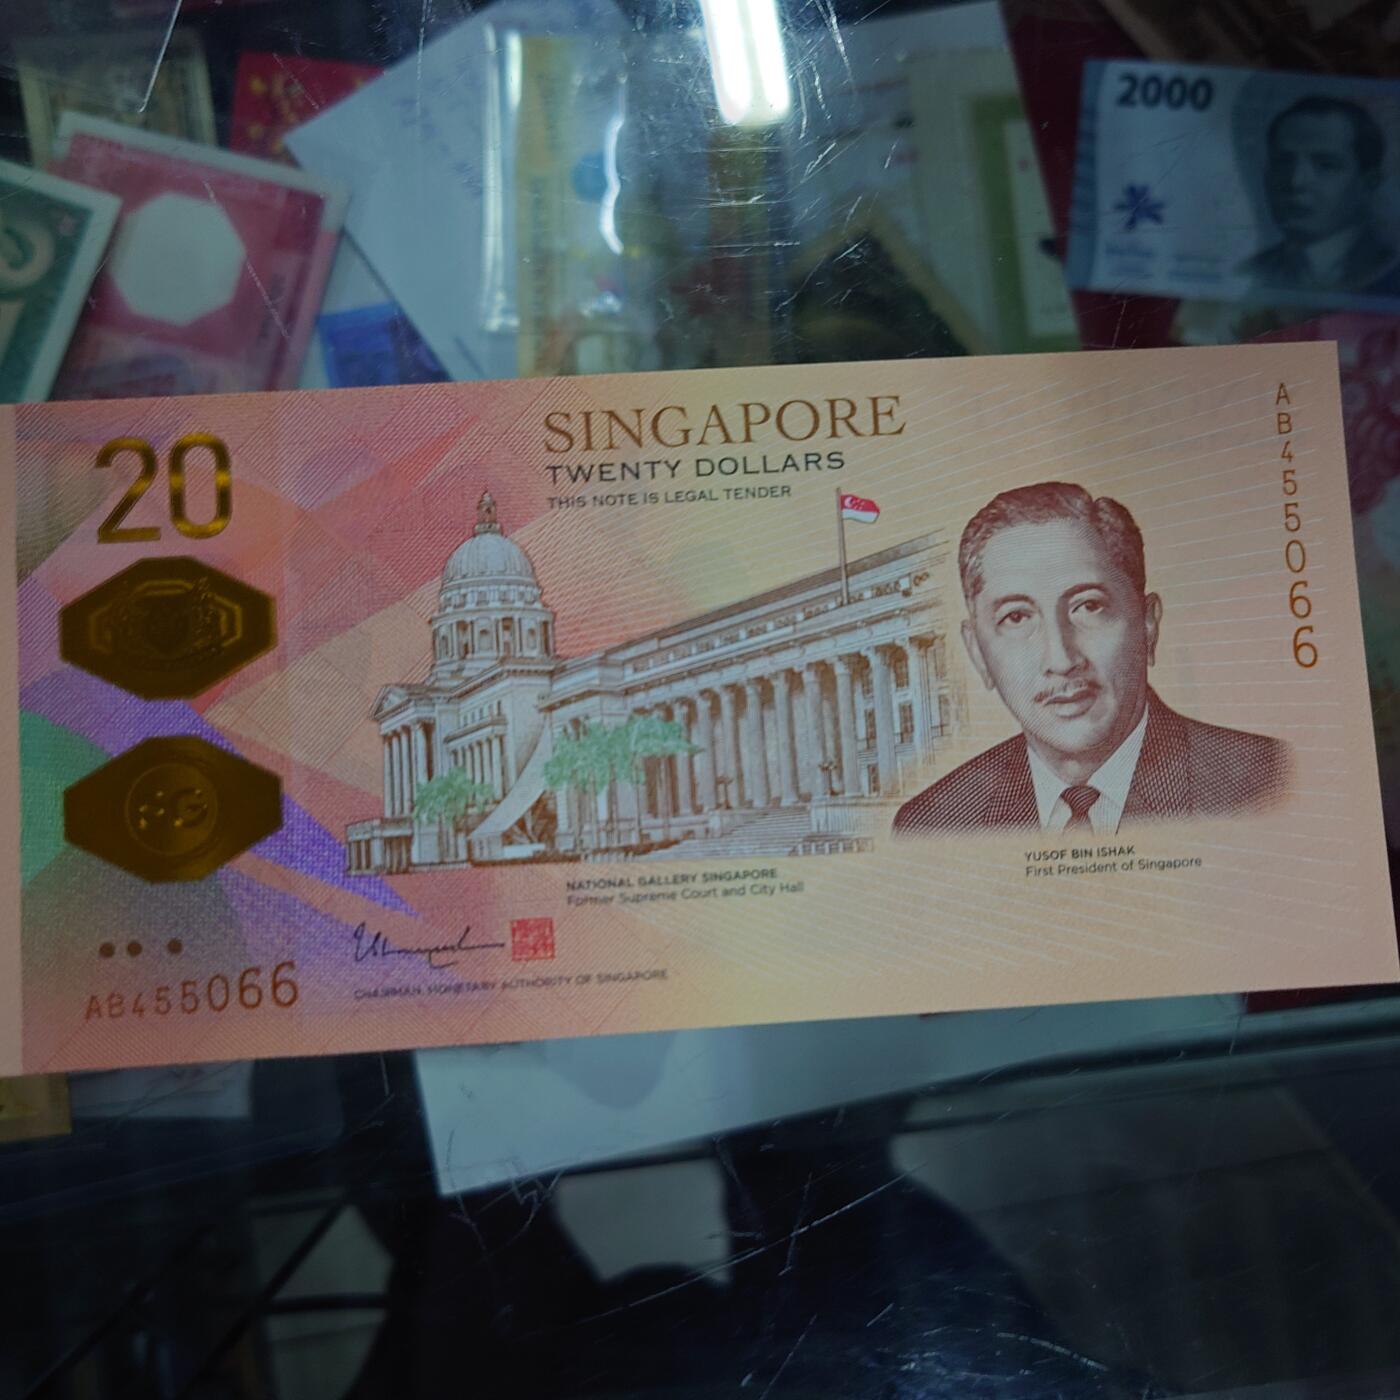 2000
SINGAPORE
TWENTY DOLLARS
THIS NOTE IS LEGAL TENDER
20
AB455066
SG
YUSOF BIN ISHAK
First President of Singapore
NATIONAL GALLERY SINGAPORE
Former Supreme Court and City Hall
CHAIRMAN, MONETARY AUTHORITY OF SINGAPORE
AB455066